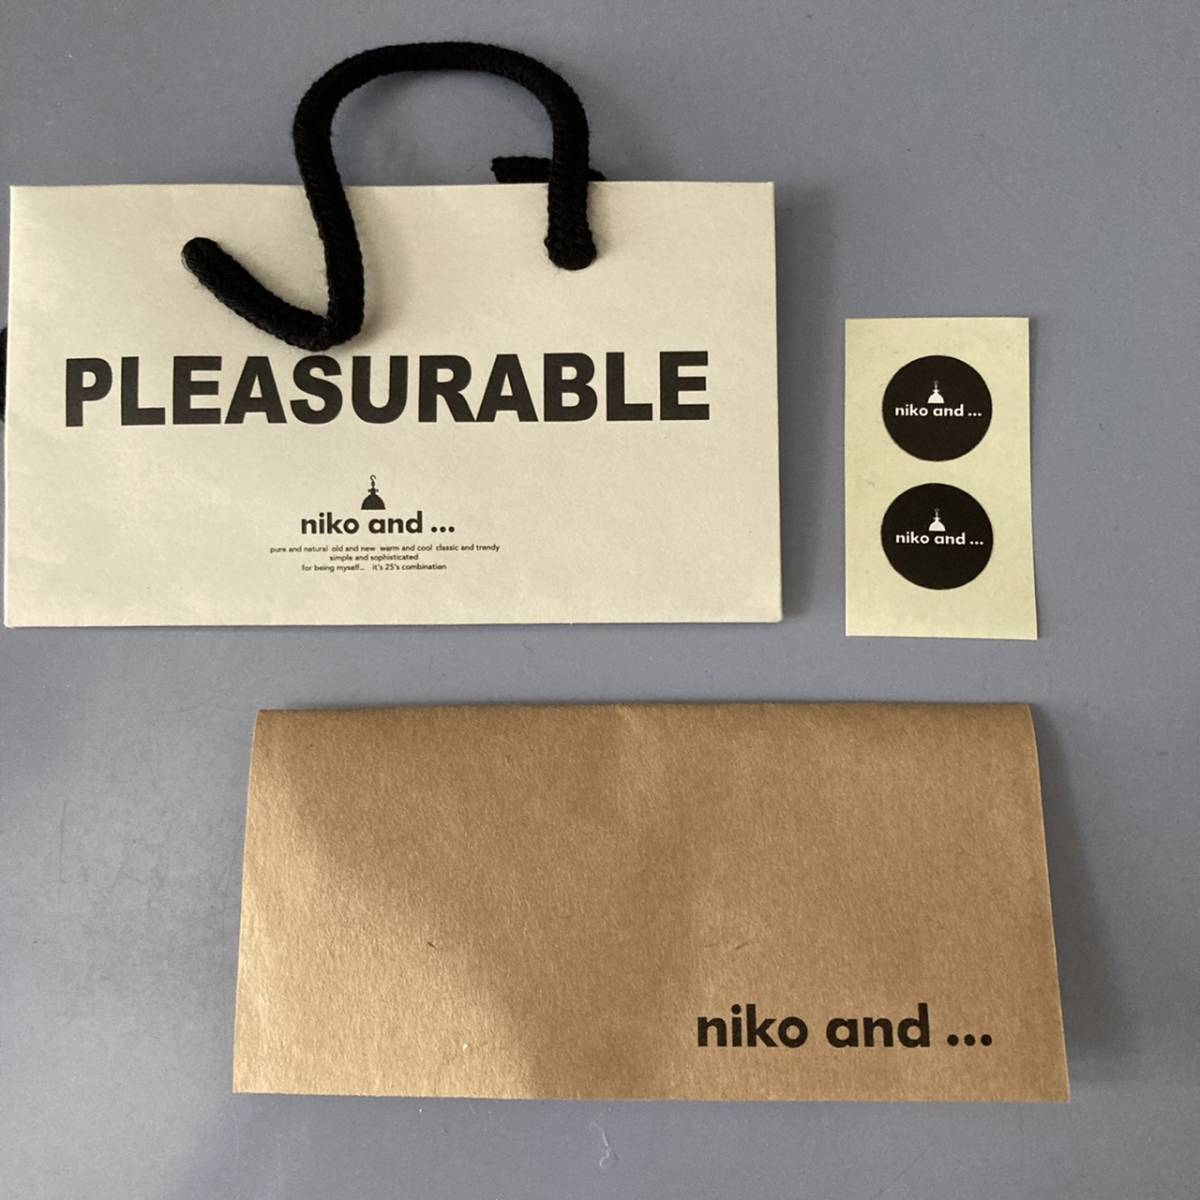 PLEASURABLE
niko and ...
pure and natural old and new warm and cool classic and trendy
simple and sophisticated
for being myself... it's 25's combination
niko and ...
niko and ...
niko and ...